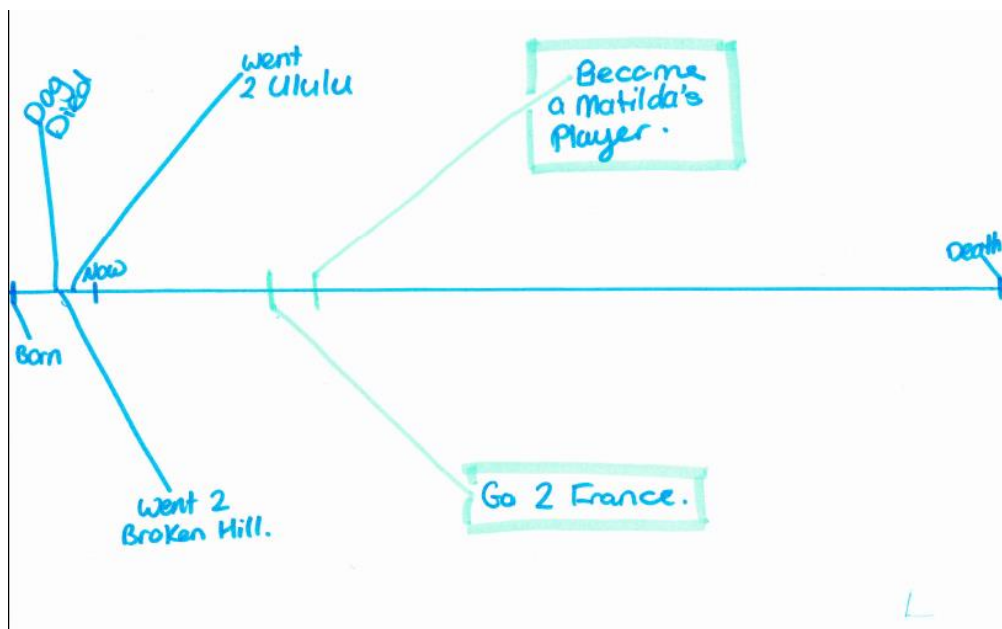 Dog
Died
Went
2 Ululu
Become
a Matilda's
Player.
Now
Death
Born
Went 2
Broken Hill.
Go 2 France.
L